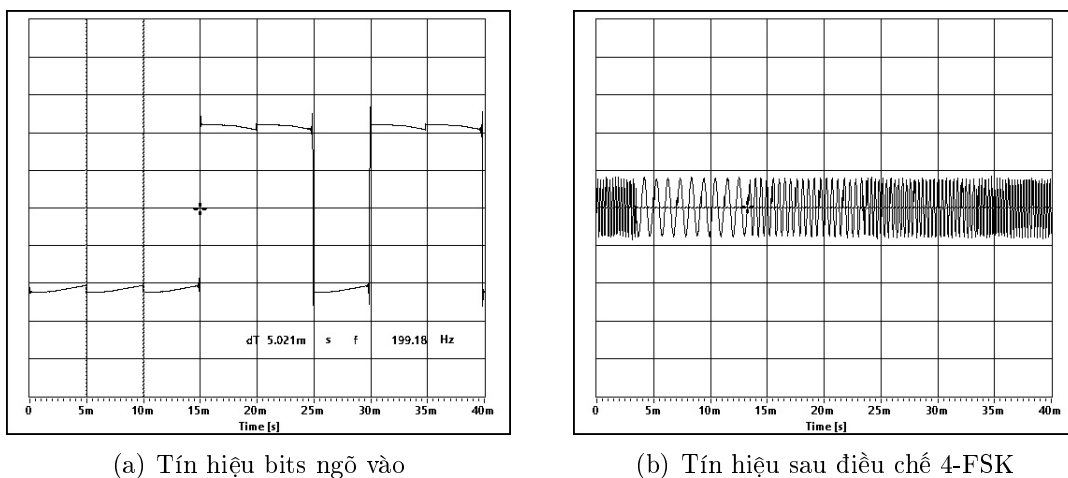 dT 5.021m s f 199.18 Hz
0 5m 10m 15m 20m 25m 30m 35m 40m
Time [s]
0 5m 10m 15m 20m 25m 30m 35m 40m
Time [s]
(a) Tín hiệu bits ngõ vào
(b) Tín hiệu sau điều chế 4-FSK